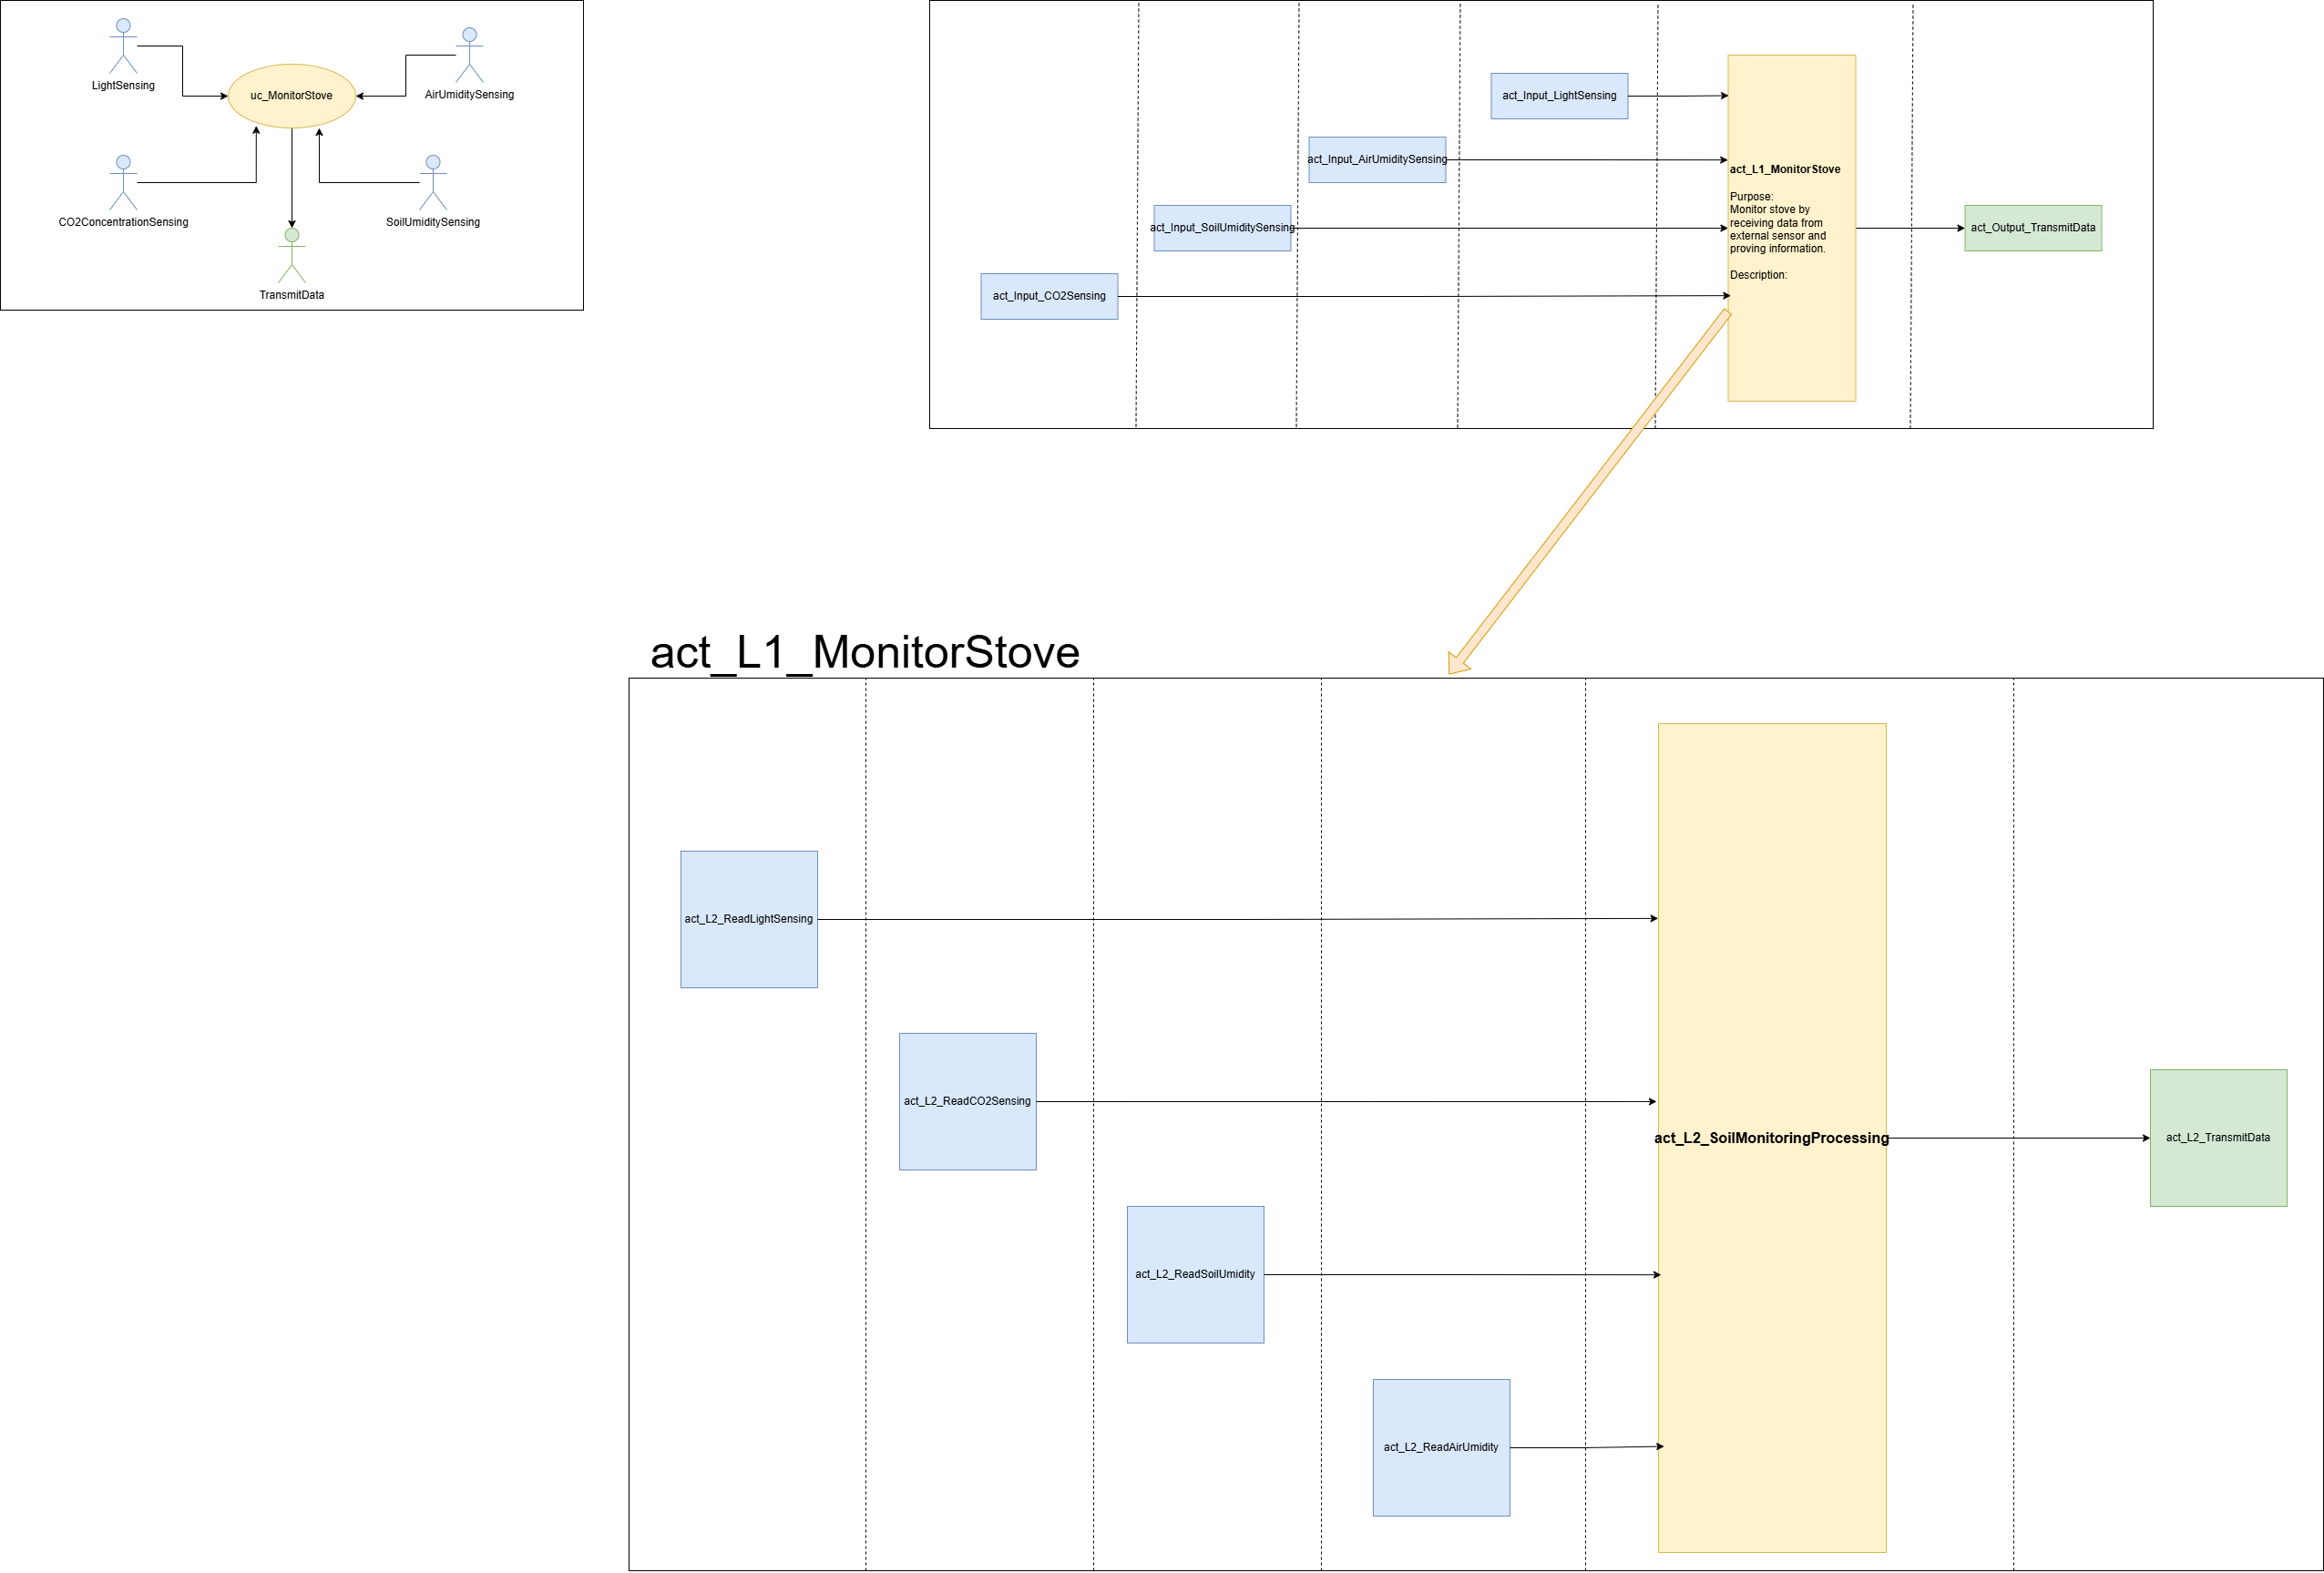 LightSensing
AirUmiditySensing
uc_MonitorStove
CO2ConcentrationSensing
SoilUmiditySensing
TransmitData
act_Input_LightSensing
act_Input_AirUmiditySensing
act_Input_SoilUmiditySensing
act_Input_CO2Sensing
act_L1_MonitorStove
Purpose:
Monitor stove by
receiving data from
external sensor and
proving information.
Description:
act_Output_TransmitData
act_L1_MonitorStove
act_L2_ReadLightSensing
act_L2_ReadCO2Sensing
act_L2_ReadSoilUmidity
act_L2_ReadAirUmidity
act_L2_SoilMonitoringProcessing
act_L2_TransmitData